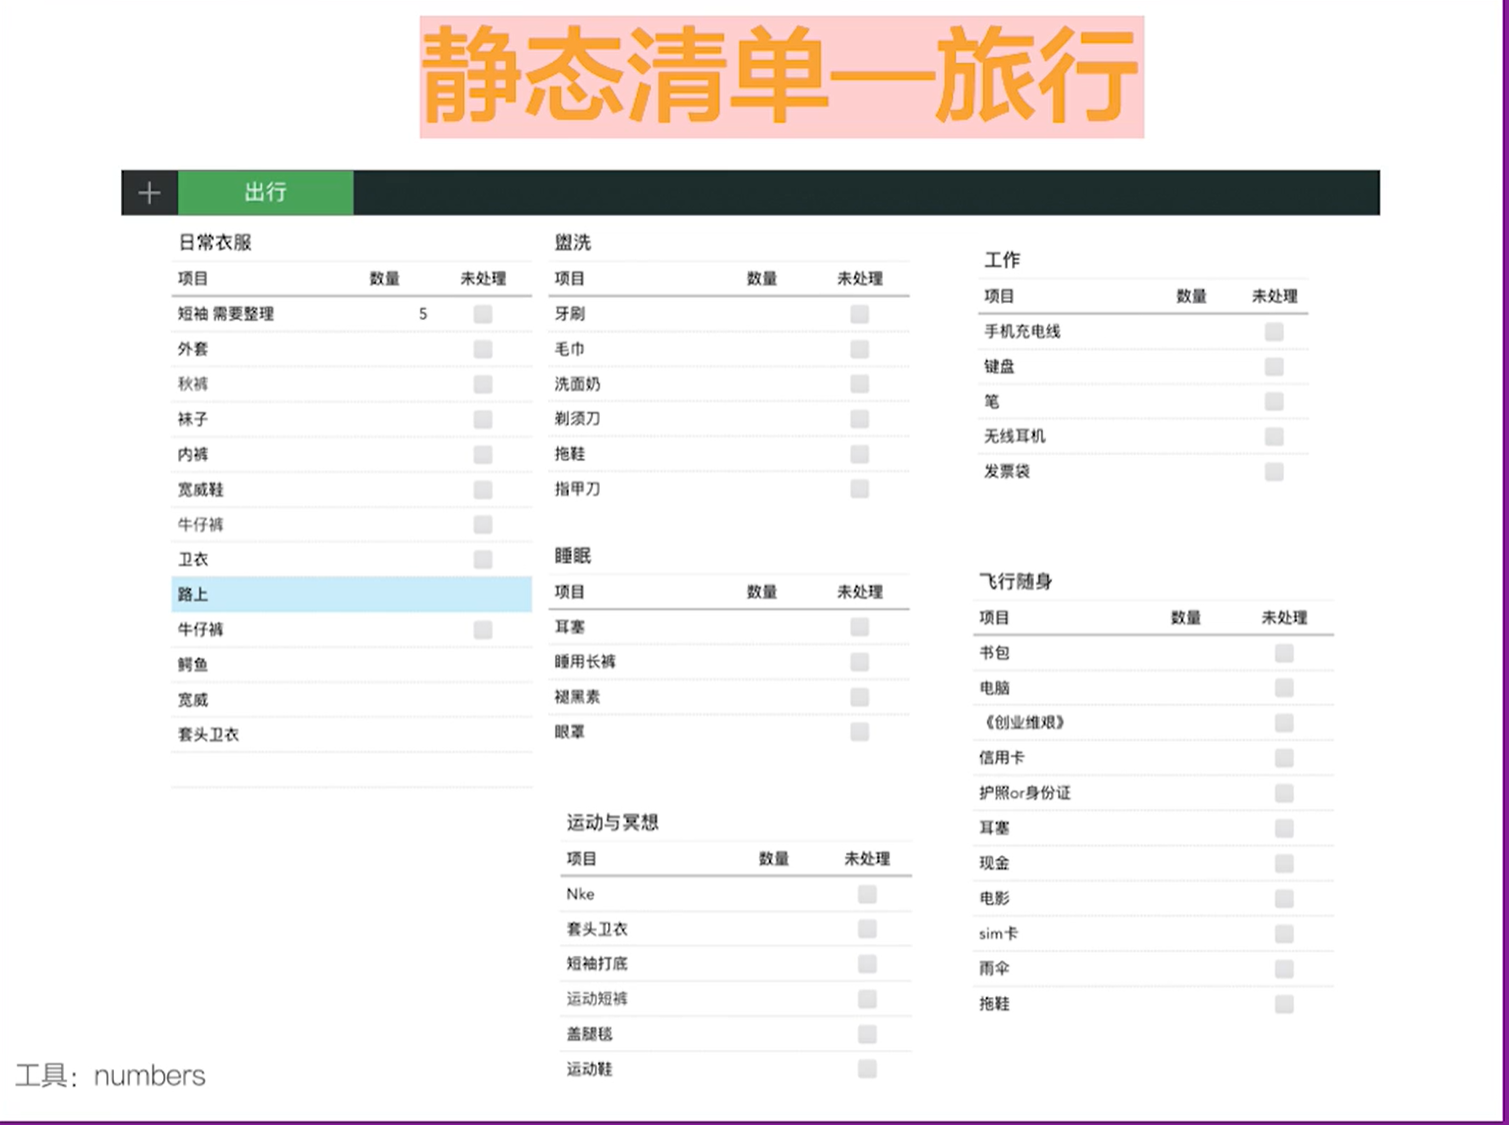 静态清单—旅行
出行
日常衣服
项目 数量 未处理
短袖 需要整理 5
外套
秋裤
袜子
内裤
宽威鞋
牛仔裤
卫衣
路上
牛仔裤
鳄鱼
宽威
套头卫衣
盥洗
项目 数量 未处理
牙刷
毛巾
洗面奶
剃须刀
拖鞋
指甲刀
睡眠
项目 数量 未处理
耳塞
睡用长裤
褪黑素
眼罩
运动与冥想
项目 数量 未处理
Nke
套头卫衣
短袖打底
运动短裤
盖腿毯
运动鞋
工作
项目 数量 未处理
手机充电线
键盘
笔
无线耳机
发票袋
飞行随身
项目 数量 未处理
书包
电脑
《创业维艰》
信用卡
护照or身份证
耳塞
现金
电影
sim卡
雨伞
拖鞋
工具：numbers